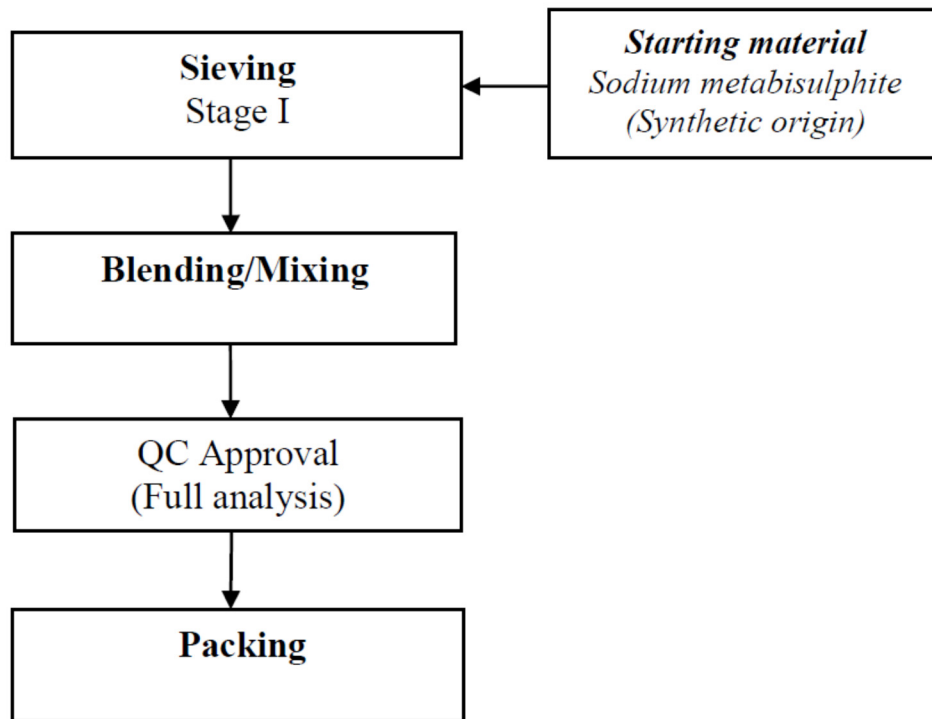 Starting material
Sodium metabisulphite
(Synthetic origin)
Sieving
Stage I
Blending/Mixing
QC Approval
(Full analysis)
Packing